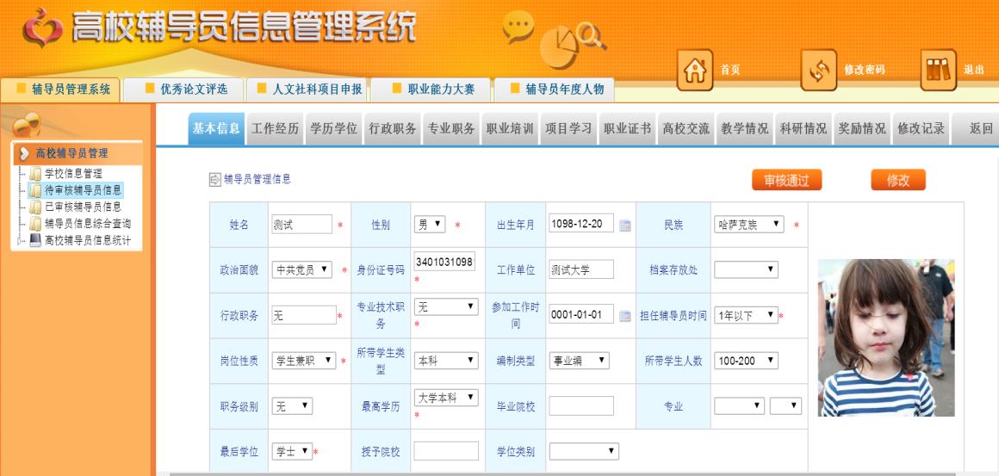 高校辅导员信息管理系统
首页 修改密码 退出
辅导员管理系统 优秀论文评选 人文社科项目申报 职业能力大赛 辅导员年度人物
基本信息 工作经历 学历学位 行政职务 专业职务 职业培训 项目学习 职业证书 高校交流 教学情况 科研情况 奖励情况 修改记录 返回
高校辅导员管理
学校信息管理
待审核辅导员信息
已审核辅导员信息
辅导员信息综合查询
高校辅导员信息统计
辅导员管理信息 审核通过 修改
姓名 测试 * 性别 男 * 出生年月 1098-12-20 民族 哈萨克族 *
政治面貌 中共党员 * 身份证号码 3401031098 * 工作单位 测试大学 档案存放处
行政职务 无 * 专业技术职务 无 * 参加工作时间 0001-01-01 担任辅导员时间 1年以下 *
岗位性质 学生兼职 * 所带学生类型 本科 编制类型 事业编 所带学生人数 100-200
职务级别 无 最高学历 大学本科 * 毕业院校 专业
最后学位 学士 * 授予院校 学位类别